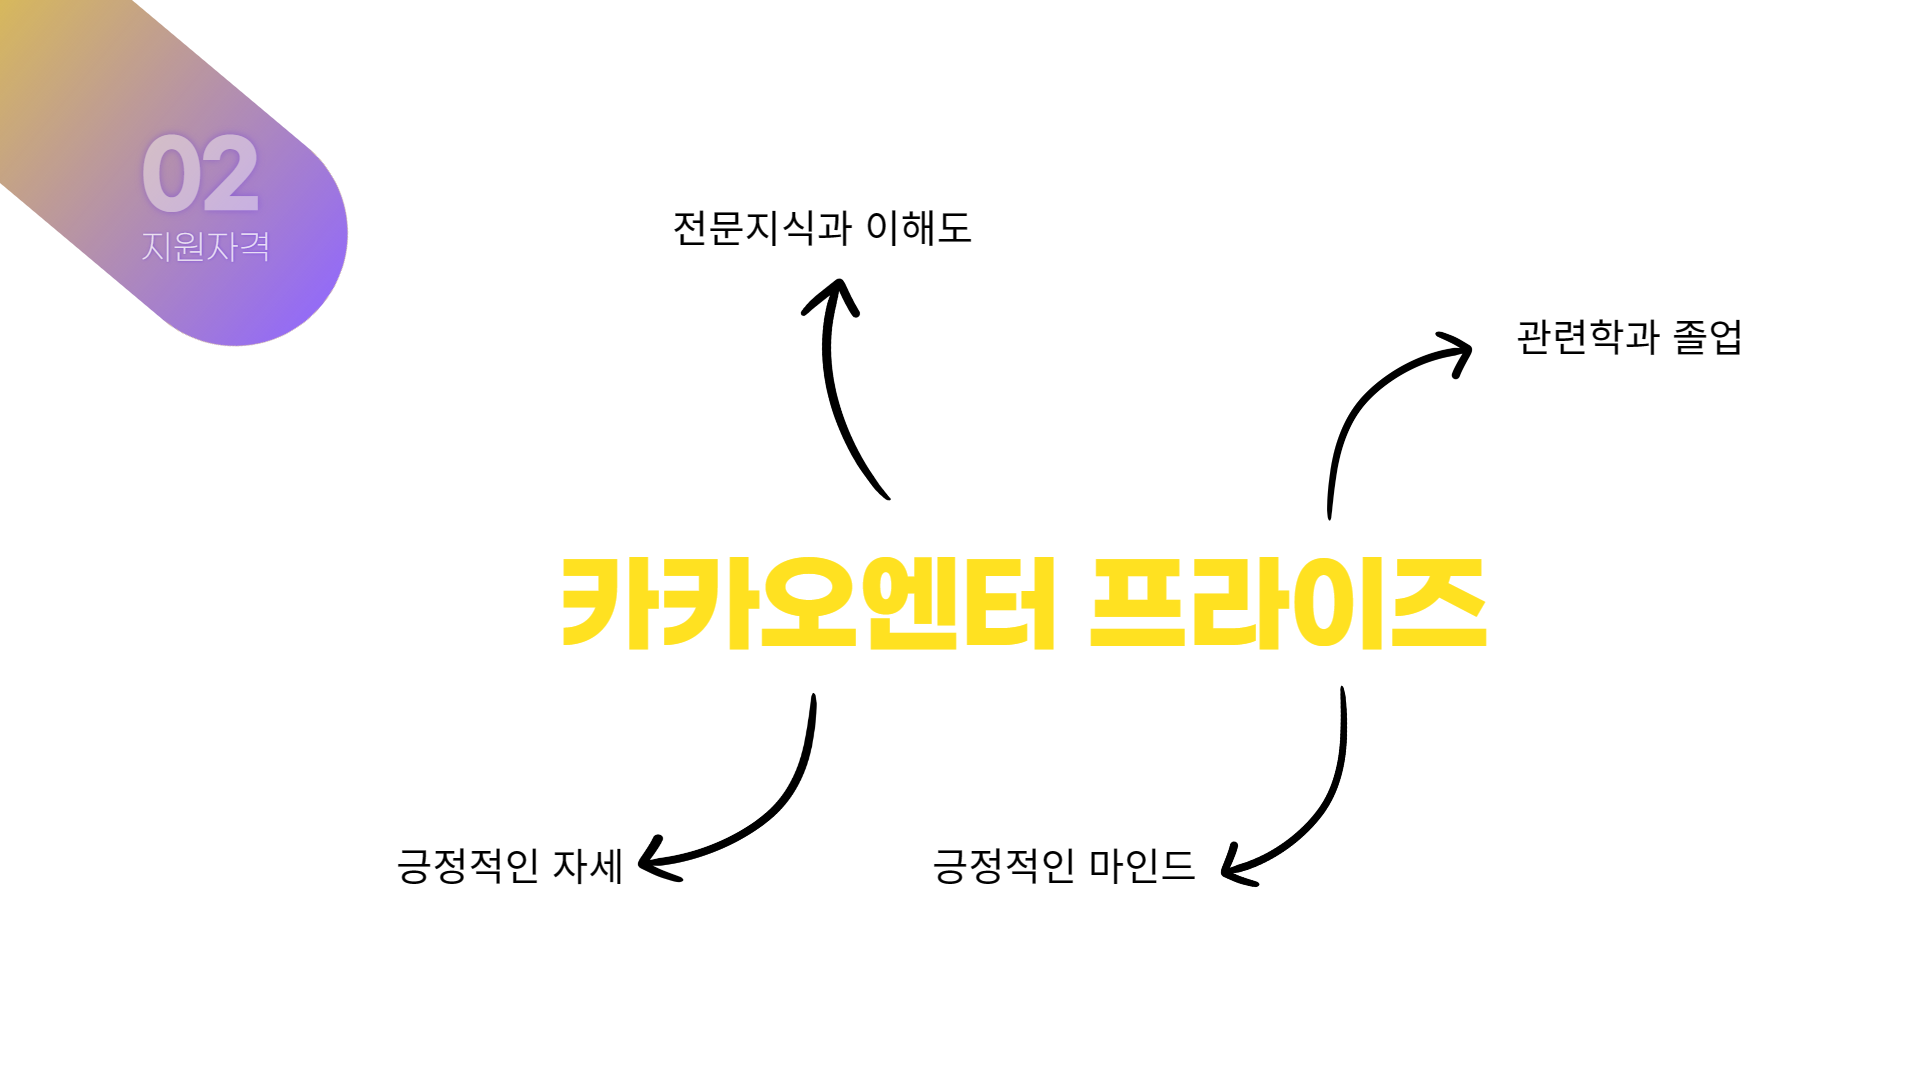 02
지원자격
전문지식과 이해도
관련학과 졸업
카카오엔터 프라이즈
긍정적인 자세
긍정적인 마인드